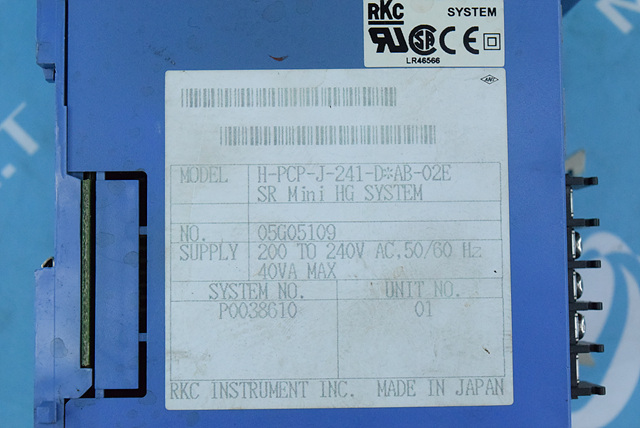 RKC SYSTEM
LR46566
MODEL H-PCP-J-241-D*AB-02E
SR Mini HG SYSTEM
NO. 05G05109
SUPPLY 200 TO 240V AC,50/60 Hz
40VA MAX
SYSTEM NO. UNIT NO.
P0038610 01
RKC INSTRUMENT INC. MADE IN JAPAN